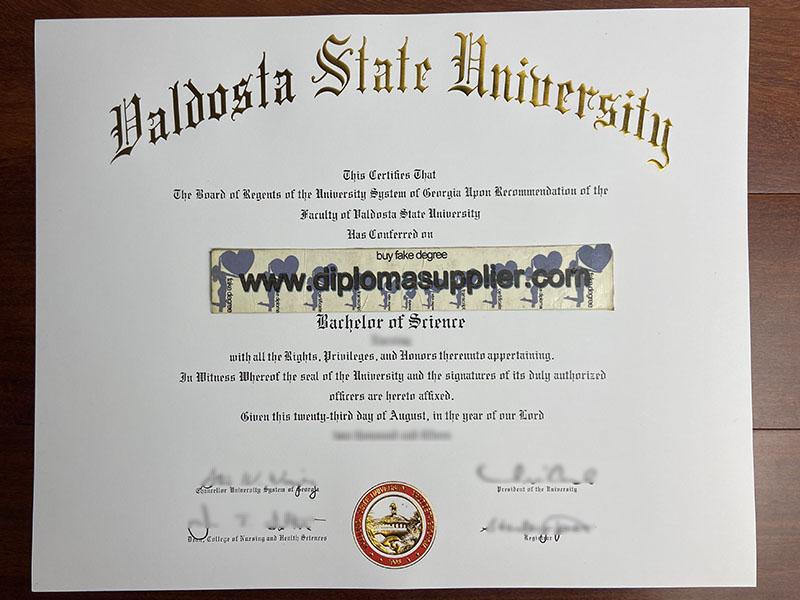 Valdosta State University
This Certifies That
The Board of Regents of the University System of Georgia Upon Recommendation of the
Faculty of Valdosta State University
Has Conferred on
buy fake degree
www.diplomasupplier.com
Bachelor of Science
with all the Rights, Privileges, and Honors thereunto appertaining.
In Witness Whereof the seal of the University and the signatures of its duly authorized
officers are hereto affixed.
Given this twenty-third day of August, in the year of our Lord
Chancellor University System of Georgia
President of the University
Dean, College of Nursing and Health Sciences
Registrar